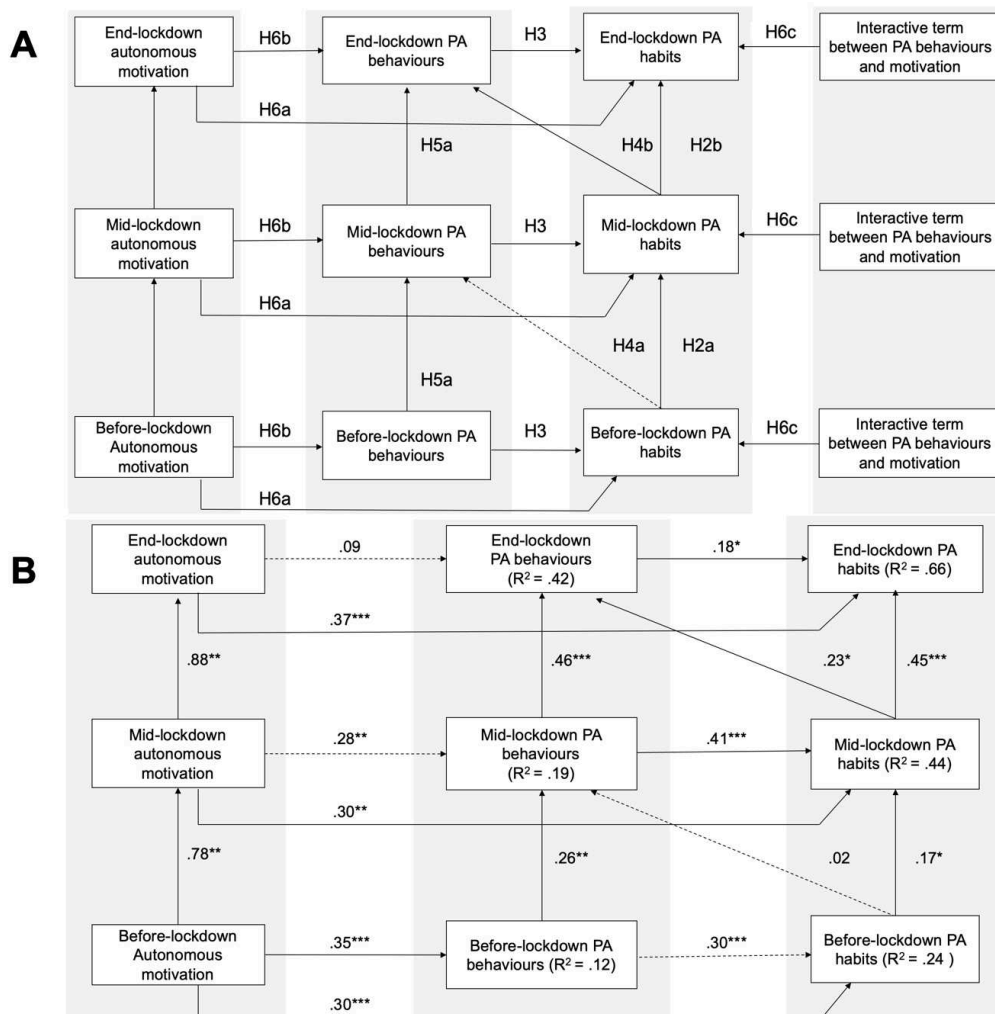 A
End-lockdown
autonomous
motivation
H6b
End-lockdown PA
behaviours
H3
End-lockdown PA
habits
H6c
Interactive term
between PA behaviours
and motivation
H6a
H5a
H4b
H2b
Mid-lockdown
autonomous
motivation
H6b
Mid-lockdown PA
behaviours
H3
Mid-lockdown PA
habits
H6c
Interactive term
between PA behaviours
and motivation
H6a
H5a
H4a
H2a
Before-lockdown
Autonomous
motivation
H6b
Before-lockdown PA
behaviours
H3
Before-lockdown PA
habits
H6c
Interactive term
between PA behaviours
and motivation
H6a
B
End-lockdown
autonomous
motivation
.09
End-lockdown
PA behaviours
(R² = .42)
.18*
End-lockdown PA
habits (R² = .66)
.37***
.88**
.46***
.23*
.45***
Mid-lockdown
autonomous
motivation
.28**
Mid-lockdown PA
behaviours
(R² = .19)
.41***
Mid-lockdown PA
habits (R² = .44)
.30**
.78**
.26**
.02
.17*
Before-lockdown
Autonomous
motivation
.35***
Before-lockdown PA
behaviours (R² = .12)
.30***
Before-lockdown PA
habits (R² = .24 )
.30***